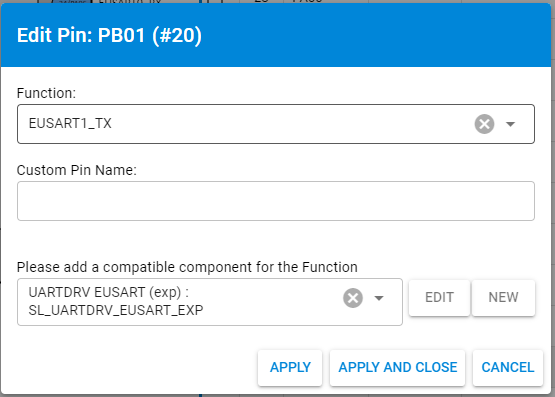 Edit Pin: PB01 (#20)
Function:
EUSART1_TX
Custom Pin Name:
Please add a compatible component for the Function
UARTDRV EUSART (exp) :
SL_UARTDRV_EUSART_EXP
EDIT
NEW
APPLY
APPLY AND CLOSE
CANCEL